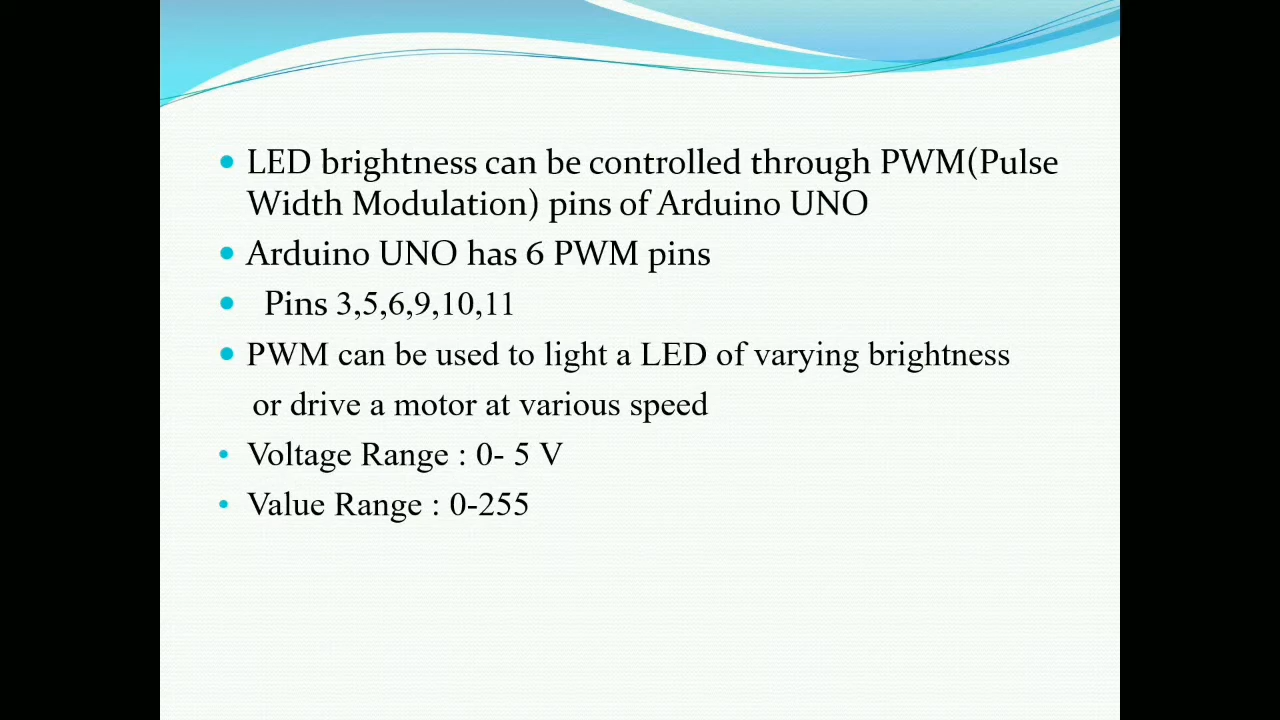 • LED brightness can be controlled through PWM(Pulse
Width Modulation) pins of Arduino UNO
• Arduino UNO has 6 PWM pins
• Pins 3,5,6,9,10,11
• PWM can be used to light a LED of varying brightness
or drive a motor at various speed
• Voltage Range : 0- 5 V
• Value Range : 0-255